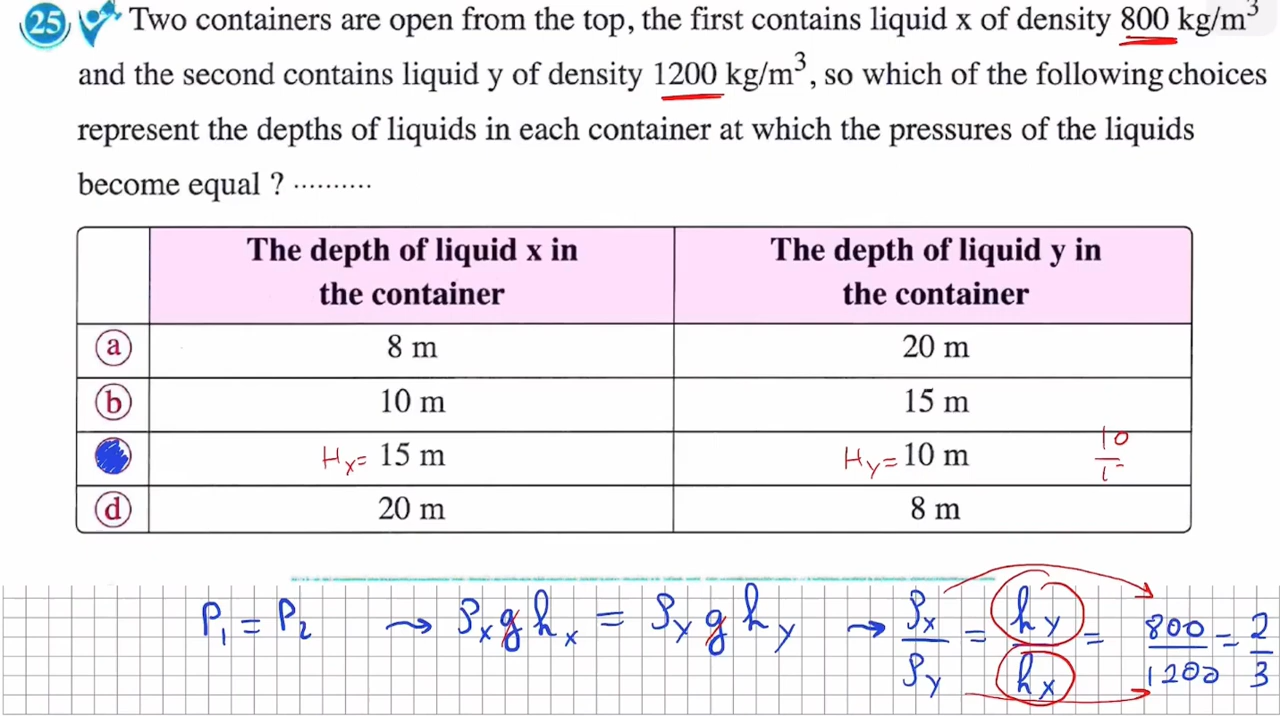 25 Two containers are open from the top, the first contains liquid x of density 800 kg/m³
and the second contains liquid y of density 1200 kg/m³, so which of the following choices
represent the depths of liquids in each container at which the pressures of the liquids
become equal ? ..........
The depth of liquid x in the container | The depth of liquid y in the container
a 8 m 20 m
b 10 m 15 m
Hx= 15 m Hy= 10 m 10
d 20 m 8 m
P₁ = P₂ → ρx g hx = ρy g hy → ρx/ρy = hy/hx = 800/1200 = 2/3